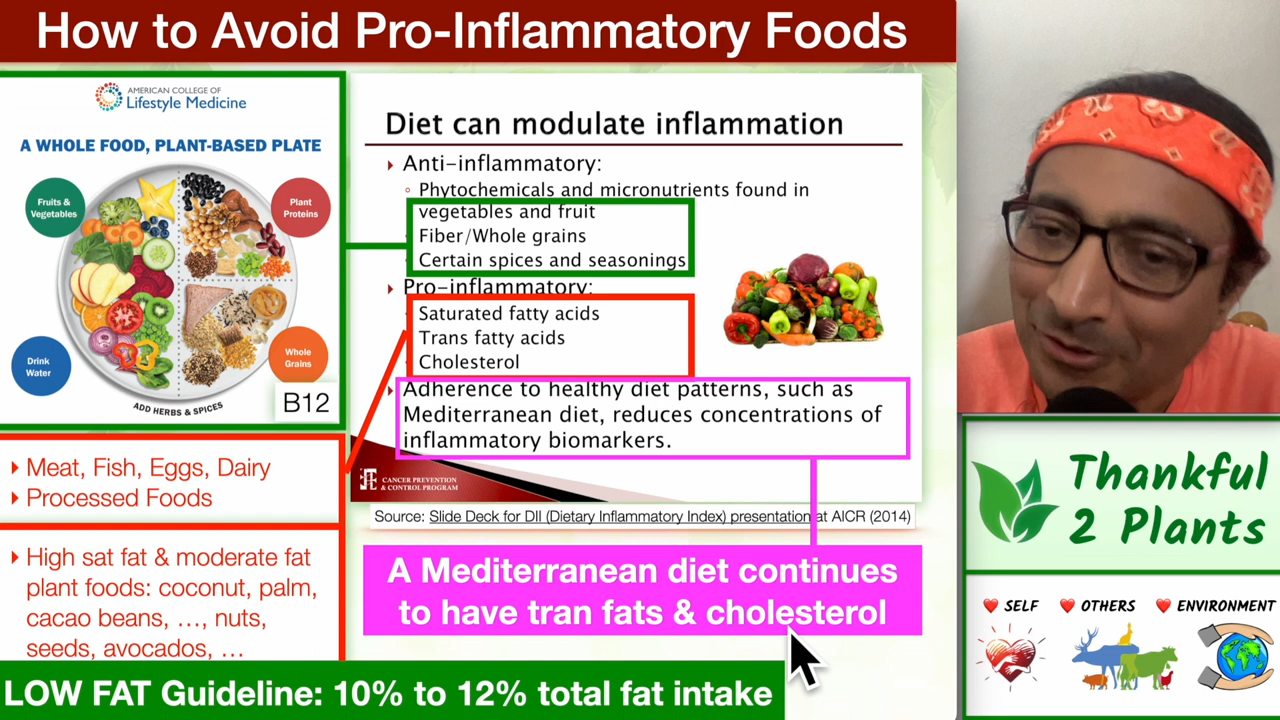 How to Avoid Pro-Inflammatory Foods
AMERICAN COLLEGE OF
Lifestyle Medicine
A WHOLE FOOD, PLANT-BASED PLATE
Fruits &
Vegetables
Plant
Proteins
Drink
Water
Whole
Grains
ADD HERBS & SPICES
B12
Diet can modulate inflammation
Anti-inflammatory:
Phytochemicals and micronutrients found in
vegetables and fruit
Fiber/Whole grains
Certain spices and seasonings
Pro-inflammatory:
Saturated fatty acids
Trans fatty acids
Cholesterol
Adherence to healthy diet patterns, such as
Mediterranean diet, reduces concentrations of
inflammatory biomarkers.
CANCER PREVENTION
& CONTROL PROGRAM
Source: Slide Deck for DII (Dietary Inflammatory Index) presentation at AICR (2014)
Meat, Fish, Eggs, Dairy
Processed Foods
High sat fat & moderate fat
plant foods: coconut, palm,
cacao beans, …, nuts,
seeds, avocados, …
A Mediterranean diet continues
to have tran fats & cholesterol
LOW FAT Guideline: 10% to 12% total fat intake
Thankful
2 Plants
SELF
OTHERS
ENVIRONMENT